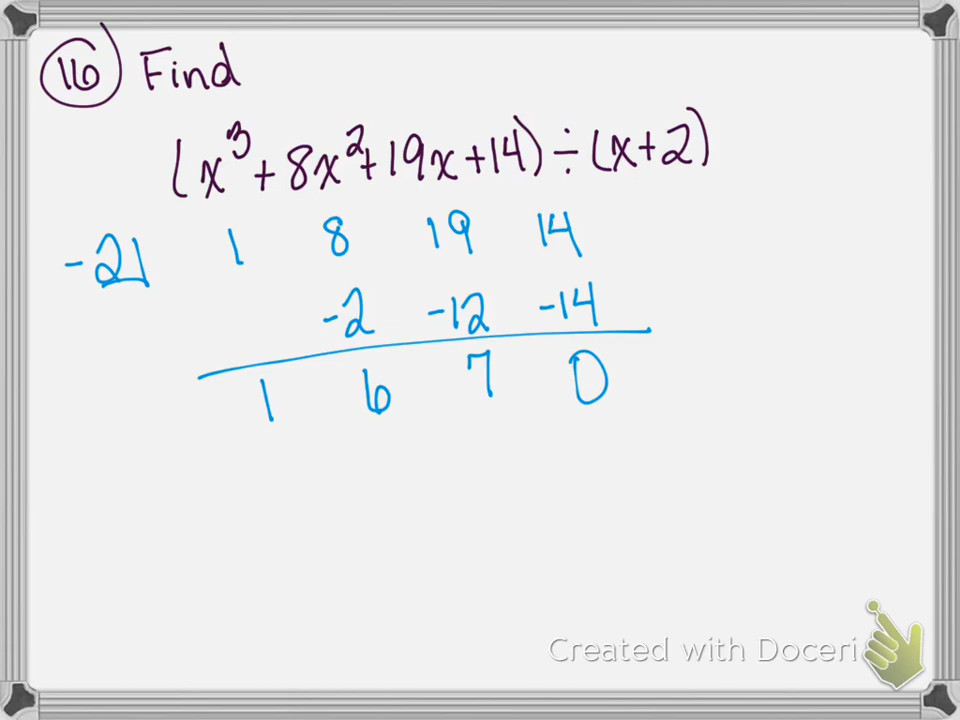 16 Find
(x³ + 8x² + 19x + 14) ÷ (x + 2)
-2| 1 8 19 14
-2 -12 -14
1 6 7 0
Created with Doceri